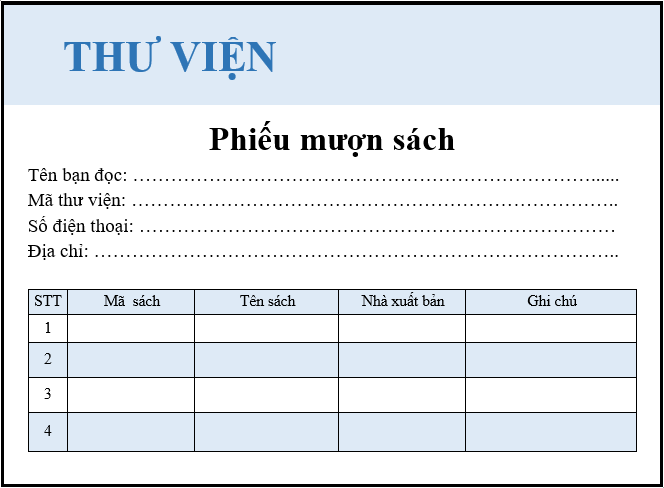 THƯ VIỆN
Phiếu mượn sách
Tên bạn đọc: ………………………………………………………………......
Mã thư viện: …………………………………………………………………..
Số điện thoại: …………………………………………………………………
Địa chỉ: ………………………………………………………………………..
STT Mã sách Tên sách Nhà xuất bản Ghi chú
1
2
3
4